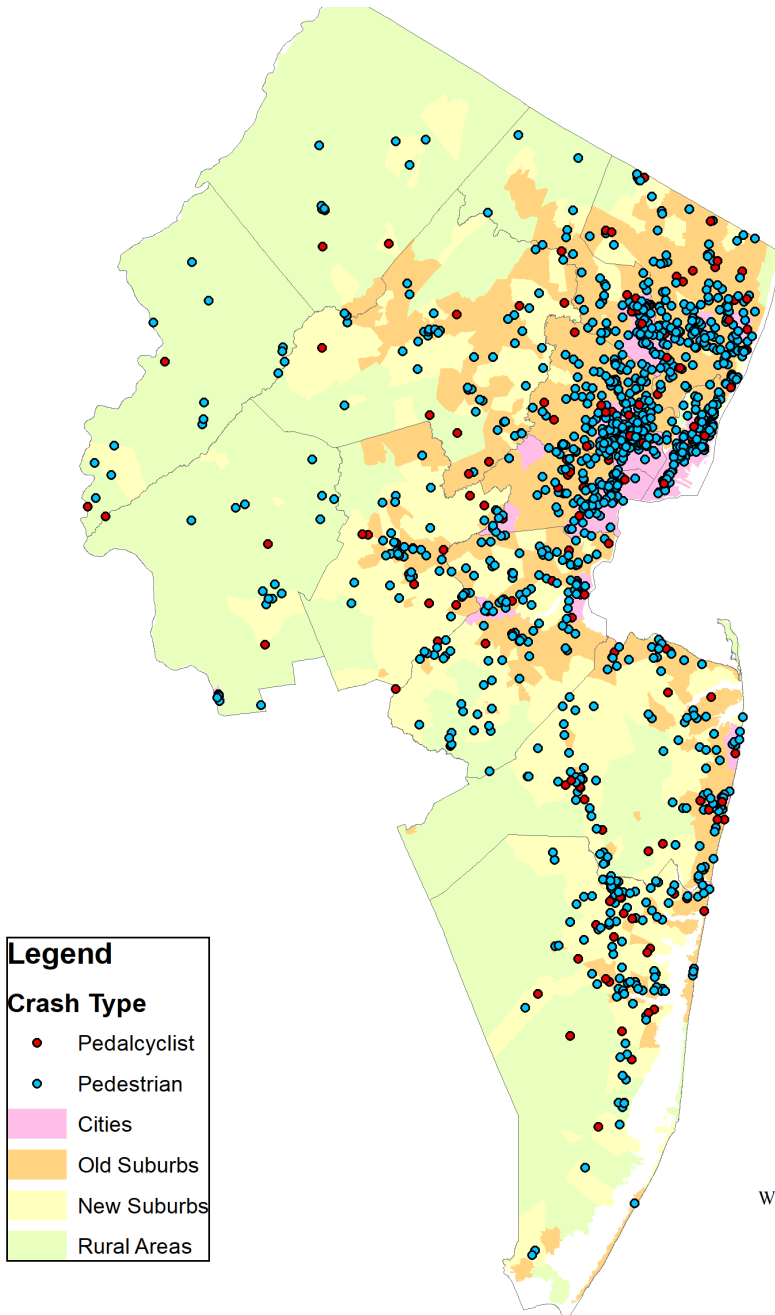 Legend
Crash Type
Pedalcyclist
Pedestrian
Cities
Old Suburbs
New Suburbs
Rural Areas
W